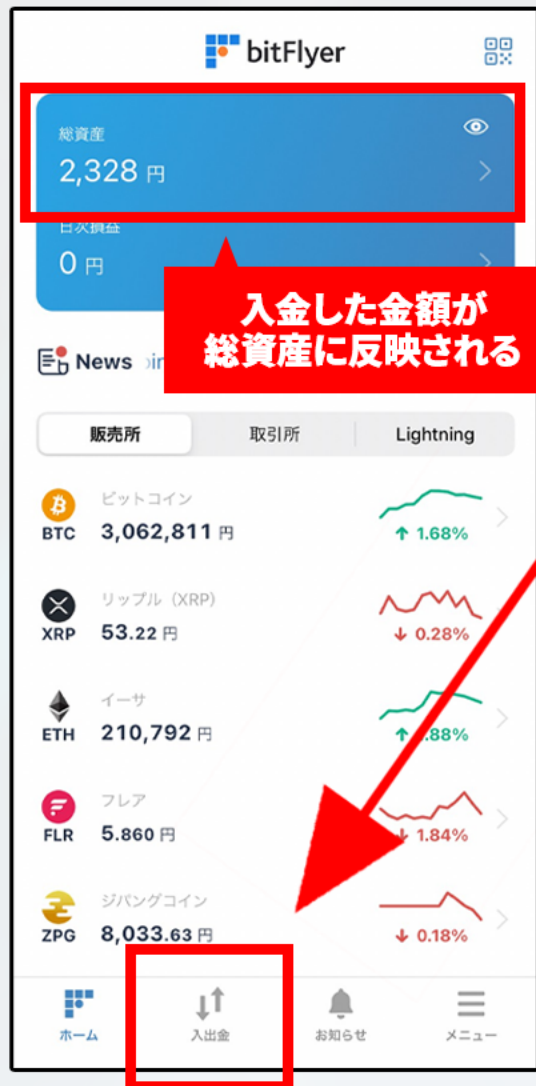 bitFlyer
総資産
2,328 円
日次損益
0 円
入金した金額が
総資産に反映される
News
販売所 取引所 Lightning
ビットコイン
BTC 3,062,811 円 ↑ 1.68%
リップル（XRP）
XRP 53.22 円 ↓ 0.28%
イーサ
ETH 210,792 円 ↑ .88%
フレア
FLR 5.860 円 ↓ 1.84%
ジパングコイン
ZPG 8,033.63 円 ↓ 0.18%
ホーム 入出金 お知らせ メニュー